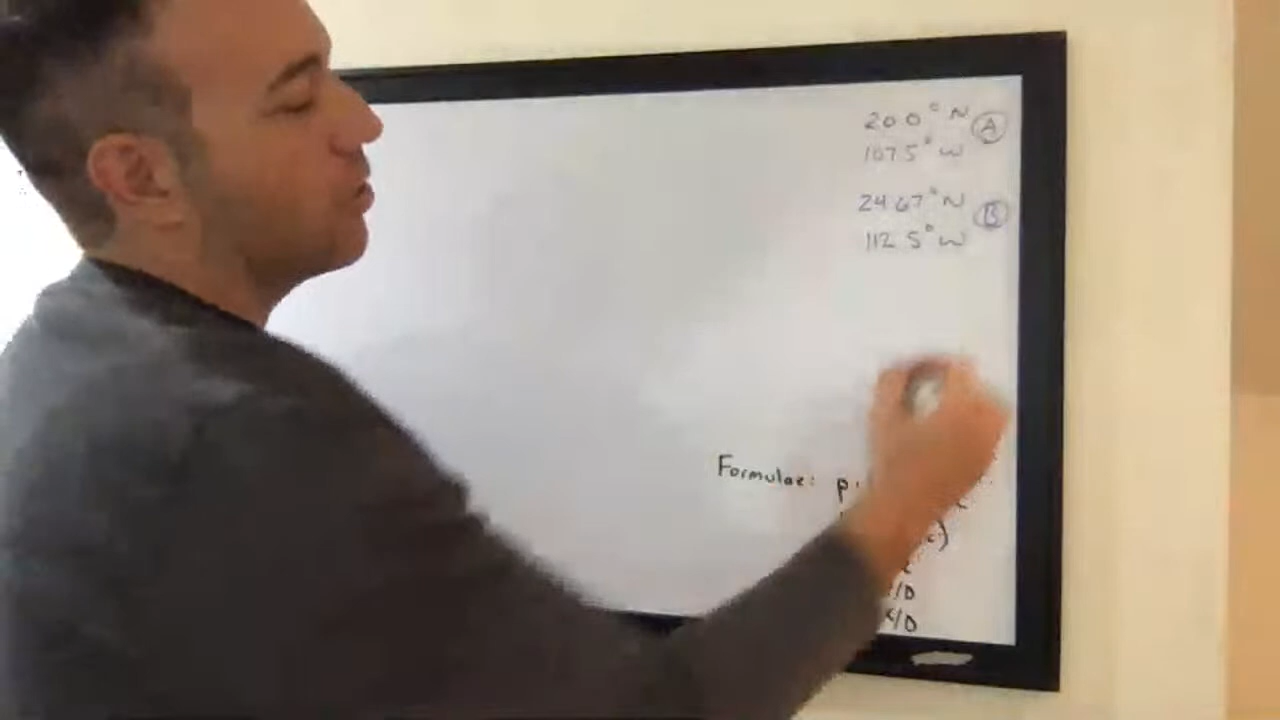 20.0° N Ⓐ
107.5° W
24.67° N Ⓑ
112.5° W
Formulae: p:
c)
/D
/D